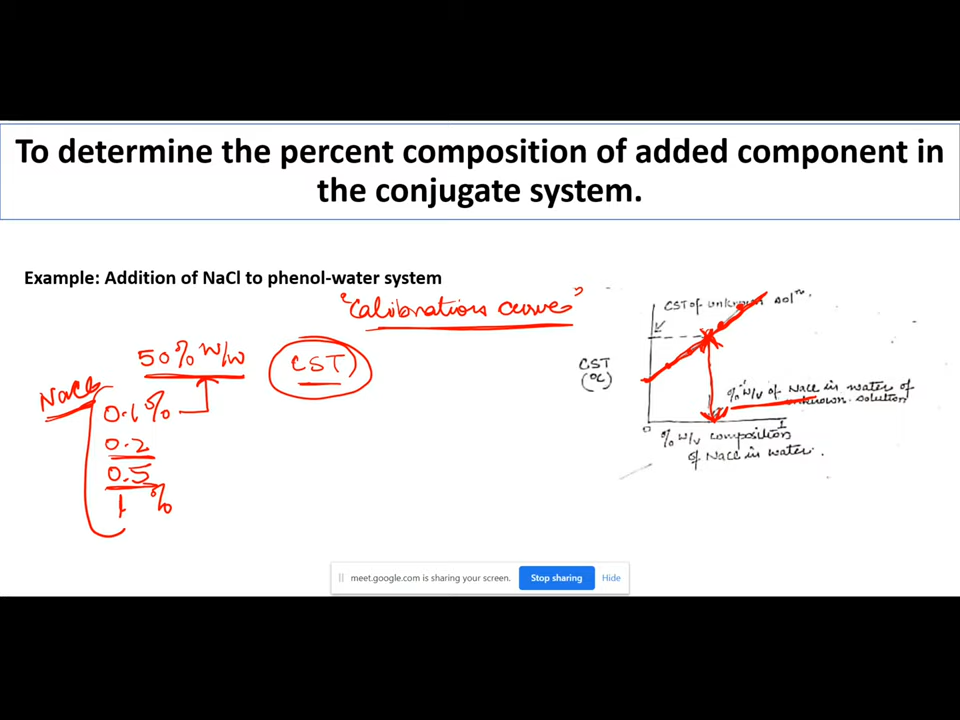 To determine the percent composition of added component in
the conjugate system.
Example: Addition of NaCl to phenol-water system
"Calibration curves"
50% w/w
CST
NaCl
0.1%
0.2
0.5
1 %
CST of unknown solⁿ.
CST
(°C)
% w/v of NaCl in water of
unknown solution
0
1
% w/v composition
of NaCl in water.
meet.google.com is sharing your screen.
Stop sharing
Hide